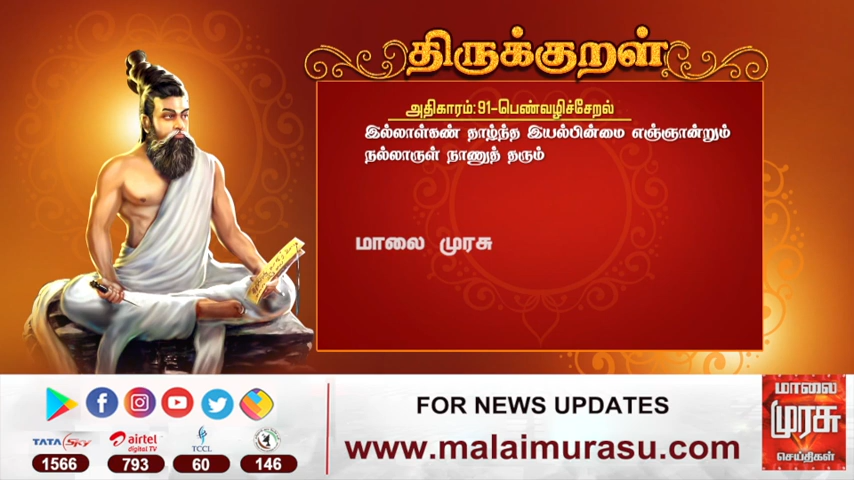 திருக்குறள்
அதிகாரம்:91-பெண்வழிச்சேறல்
இல்லாள்கண் தாழ்ந்த இயல்பின்மை எஞ்ஞான்றும்
நல்லாருள் நாணுத் தரும்
மாலை முரசு
FOR NEWS UPDATES
www.malaimurasu.com
TATA SKY
1566
airtel
digital TV
793
TCCL
60
146
மாலை
முரசு
செய்திகள்